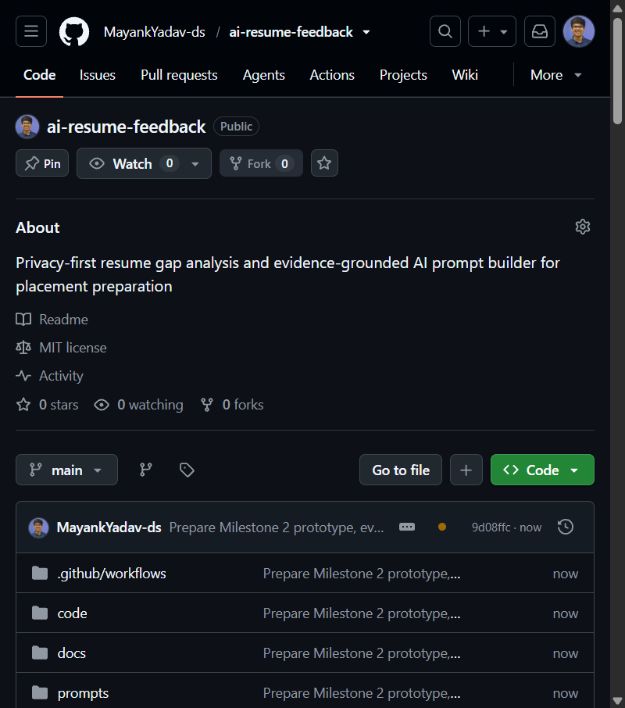 MayankYadav-ds / ai-resume-feedback
Code Issues Pull requests Agents Actions Projects Wiki More
ai-resume-feedback Public
Pin Watch 0 Fork 0
About
Privacy-first resume gap analysis and evidence-grounded AI prompt builder for
placement preparation
Readme
MIT license
Activity
0 stars 0 watching 0 forks
main Go to file Code
MayankYadav-ds Prepare Milestone 2 prototype, ev... 9d08ffc · now
.github/workflows Prepare Milestone 2 prototype,... now
code Prepare Milestone 2 prototype,... now
docs Prepare Milestone 2 prototype,... now
prompts Prepare Milestone 2 prototype,... now